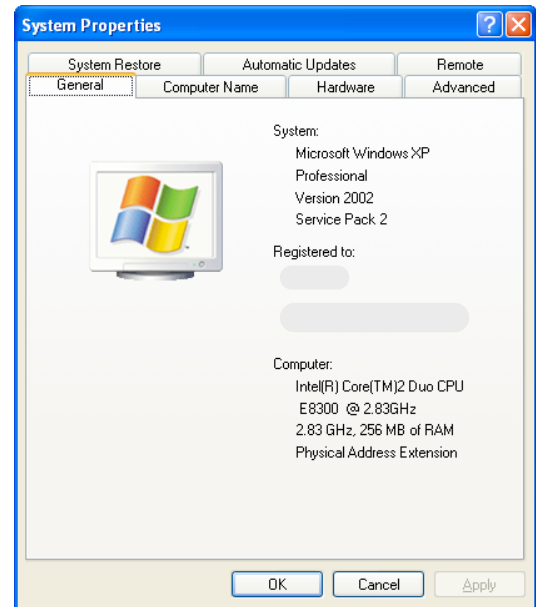 System Properties
System Restore
Automatic Updates
Remote
General
Computer Name
Hardware
Advanced
System:
Microsoft Windows XP
Professional
Version 2002
Service Pack 2
Registered to:
Computer:
Intel(R) Core(TM)2 Duo CPU
E8300 @ 2.83GHz
2.83 GHz, 256 MB of RAM
Physical Address Extension
OK
Cancel
Apply